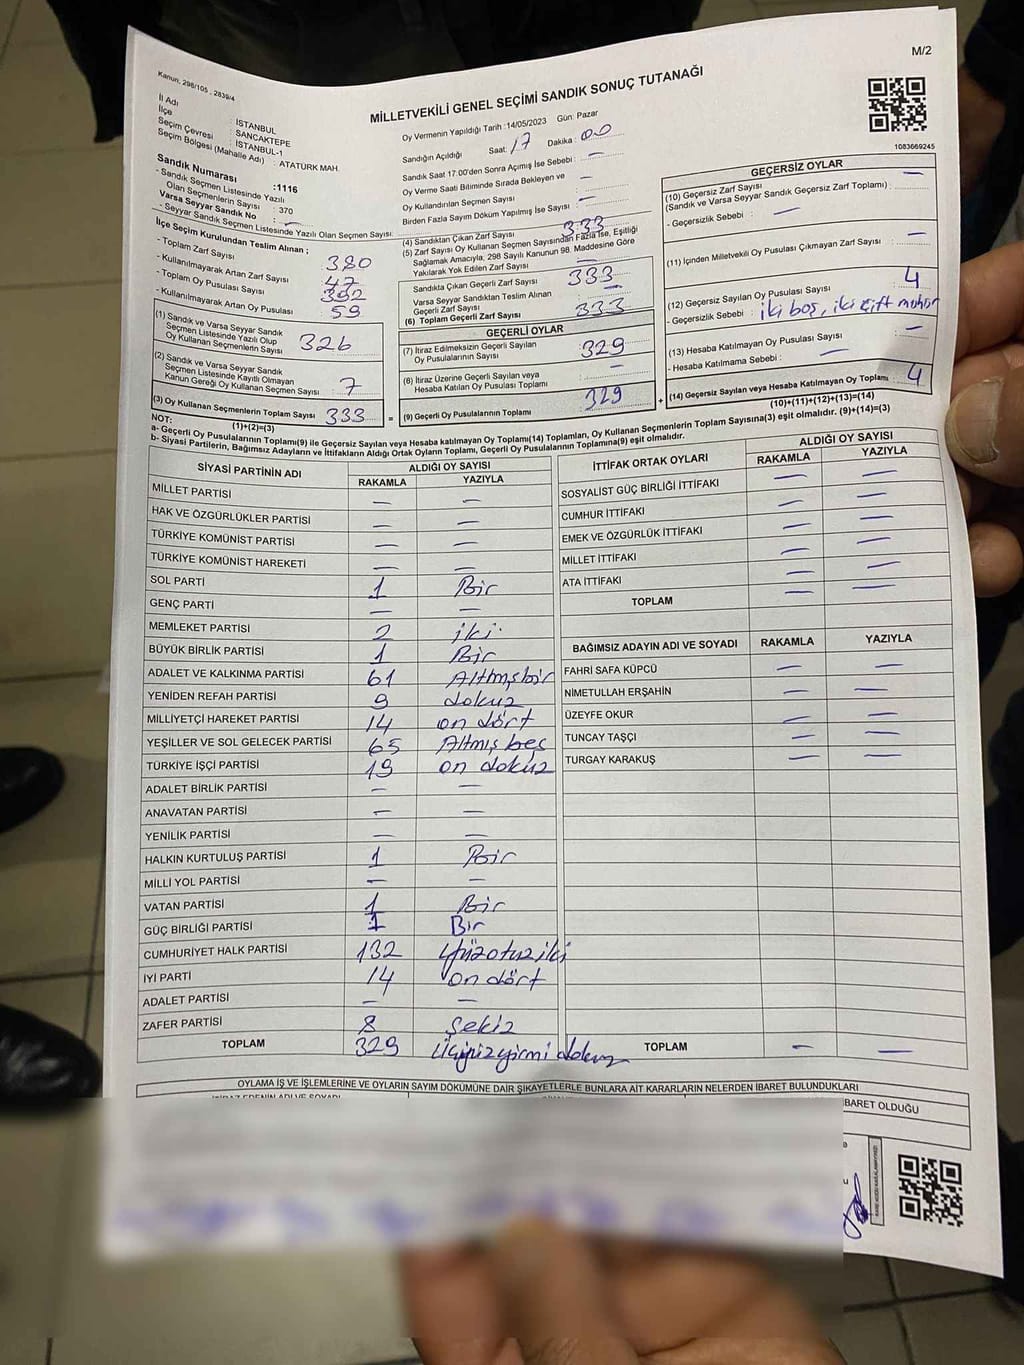 M/2
Kanun, 298/105 , 2839/4
MİLLETVEKİLİ GENEL SEÇİMİ SANDIK SONUÇ TUTANAĞI
1083669245
İl Adı : İSTANBUL
İlçe : SANCAKTEPE
Seçim Çevresi : İSTANBUL-1
Seçim Bölgesi (Mahalle Adı) : ATATÜRK MAH.
Sandık Numarası :1116
- Sandık Seçmen Listesinde Yazılı
Olan Seçmenlerin Sayısı : 370
Varsa Seyyar Sandık No : —
- Seyyar Sandık Seçmen Listesinde Yazılı Olan Seçmen Sayısı:
Oy Vermenin Yapıldığı Tarih :14/05/2023 Gün: Pazar
Sandığın Açıldığı Saat: 17 Dakika : 00
Sandık Saat 17:00'den Sonra Açımış İse Sebebi : —
Oy Verme Saati Bitiminde Sırada Bekleyen ve
Oy Kullandırılan Seçmen Sayısı : —
Birden Fazla Sayım Döküm Yapılmış İse Sayısı : —
İlçe Seçim Kurulundan Teslim Alınan ;
- Toplam Zarf Sayısı : 380
- Kullanılmayarak Artan Zarf Sayısı : 47
- Toplam Oy Pusulası Sayısı : 392
- Kullanılmayarak Artan Oy Pusulası : 59
(1) Sandık ve Varsa Seyyar Sandık
Seçmen Listesinde Yazılı Olup
Oy Kullanan Seçmenlerin Sayısı : 326
(2) Sandık ve Varsa Seyyar Sandık
Seçmen Listesinde Kayıtlı Olmayan
Kanun Gereği Oy Kullanan Seçmen Sayısı : 7
(3) Oy Kullanan Seçmenlerin Toplam Sayısı : 333
(1)+(2)=(3)
(4) Sandıktan Çıkan Zarf Sayısı : 333
(5) Zarf Sayısı Oy Kullanan Seçmen Sayısından Fazla İse, Eşitliği
Sağlamak Amacıyla, 298 Sayılı Kanunun 98. Maddesine Göre
Yakılarak Yok Edilen Zarf Sayısı : —
Sandıkta Çıkan Geçerli Zarf Sayısı : 333
Varsa Seyyar Sandıktan Teslim Alınan
Geçerli Zarf Sayısı : —
(6) Toplam Geçerli Zarf Sayısı : 333
GEÇERLİ OYLAR
(7) İtiraz Edilmeksizin Geçerli Sayılan
Oy Pusulalarının Sayısı : 329
(8) İtiraz Üzerine Geçerli Sayılan veya
Hesaba Katılan Oy Pusulası Toplamı : —
= (9) Geçerli Oy Pusulalarının Toplamı : 329
GEÇERSİZ OYLAR
(10) Geçersiz Zarf Sayısı : —
(Sandık ve Varsa Seyyar Sandık Geçersiz Zarf Toplamı) :
- Geçersizlik Sebebi : —
(11) İçinden Milletvekili Oy Pusulası Çıkmayan Zarf Sayısı : —
(12) Geçersiz Sayılan Oy Pusulası Sayısı : 4
- Geçersizlik Sebebi : iki boş, iki çift mühür
(13) Hesaba Katılmayan Oy Pusulası Sayısı : —
- Hesaba Katılmama Sebebi : —
+ (14) Geçersiz Sayılan veya Hesaba Katılmayan Oy Toplamı : 4
(10)+(11)+(12)+(13)=(14)
NOT:
a- Geçerli Oy Pusulalarının Toplamı(9) ile Geçersiz Sayılan veya Hesaba katılmayan Oy Toplamı(14) Toplamları, Oy Kullanan Seçmenlerin Toplam Sayısına(3) eşit olmalıdır. (9)+(14)=(3)
b- Siyasi Partilerin, Bağımsız Adayların ve İttifakların Aldığı Ortak Oyların Toplamı, Geçerli Oy Pusulalarının Toplamına(9) eşit olmalıdır.
SİYASİ PARTİNİN ADI ALDIĞI OY SAYISI
RAKAMLA YAZIYLA
MİLLET PARTİSİ — —
HAK VE ÖZGÜRLÜKLER PARTİSİ — —
TÜRKİYE KOMÜNİST PARTİSİ — —
TÜRKİYE KOMÜNİST HAREKETİ — —
SOL PARTİ 1 Bir
GENÇ PARTİ — —
MEMLEKET PARTİSİ 2 iki
BÜYÜK BİRLİK PARTİSİ 1 Bir
ADALET VE KALKINMA PARTİSİ 61 Altmışbir
YENİDEN REFAH PARTİSİ 9 dokuz
MİLLİYETÇİ HAREKET PARTİSİ 14 on dört
YEŞİLLER VE SOL GELECEK PARTİSİ 65 Altmış beş
TÜRKİYE İŞÇİ PARTİSİ 19 on dokuz
ADALET BİRLİK PARTİSİ — —
ANAVATAN PARTİSİ — —
YENİLİK PARTİSİ — —
HALKIN KURTULUŞ PARTİSİ 1 Bir
MİLLİ YOL PARTİSİ — —
VATAN PARTİSİ 1 Bir
GÜÇ BİRLİĞİ PARTİSİ 1 Bir
CUMHURİYET HALK PARTİSİ 132 Yüzotuziki
İYİ PARTİ 14 on dört
ADALET PARTİSİ — —
ZAFER PARTİSİ 8 Sekiz
TOPLAM 329 Üçyüzyirmi dokuz
İTTİFAK ORTAK OYLARI ALDIĞI OY SAYISI
RAKAMLA YAZIYLA
SOSYALİST GÜÇ BİRLİĞİ İTTİFAKI — —
CUMHUR İTTİFAKI — —
EMEK VE ÖZGÜRLÜK İTTİFAKI — —
MİLLET İTTİFAKI — —
ATA İTTİFAKI — —
TOPLAM — —
BAĞIMSIZ ADAYIN ADI VE SOYADI RAKAMLA YAZIYLA
FAHRİ SAFA KÜPCÜ — —
NİMETULLAH ERŞAHİN — —
ÜZEYFE OKUR — —
TUNCAY TAŞÇI — —
TURGAY KARAKUŞ — —
TOPLAM — —
OYLAMA İŞ VE İŞLEMLERİNE VE OYLARIN SAYIM DÖKÜMÜNE DAİR ŞİKAYETLERLE BUNLARA AİT KARARLARIN NELERDEN İBARET BULUNDUKLARI
İBARET OLDUĞU